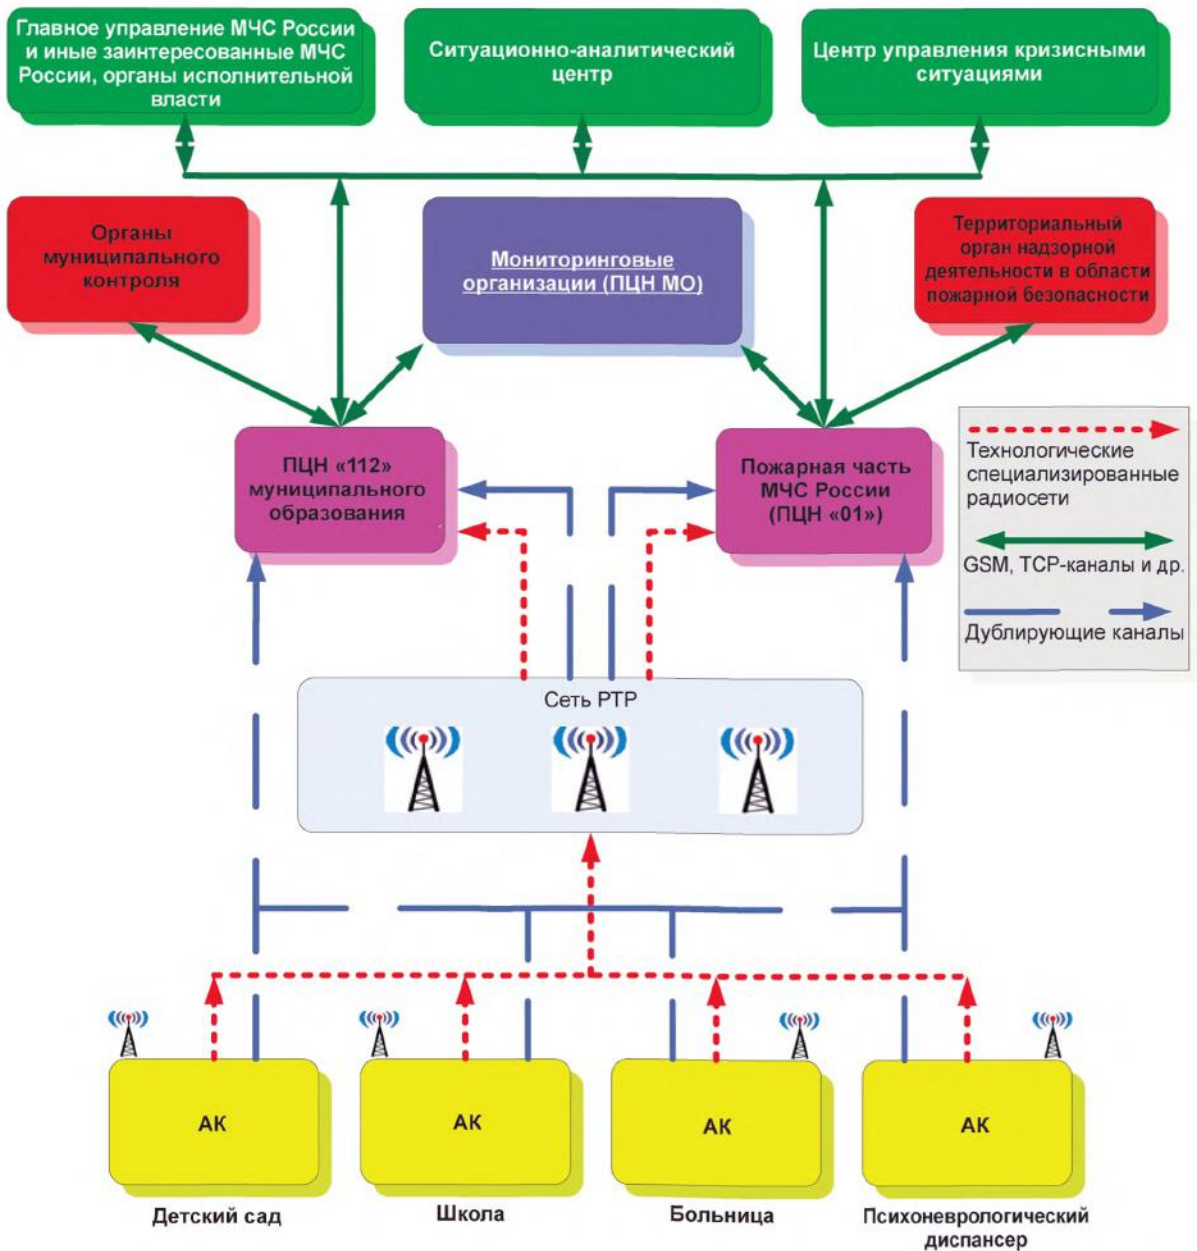 Главное управление МЧС России
и иные заинтересованные МЧС
России, органы исполнительной
власти
Ситуационно-аналитический
центр
Центр управления кризисными
ситуациями
Органы
муниципального
контроля
Мониторинговые
организации (ПЦН МО)
Территориальный
орган надзорной
деятельности в области
пожарной безопасности
ПЦН «112»
муниципального
образования
Пожарная часть
МЧС России
(ПЦН «01»)
Технологические
специализированные
радиосети
GSM, TCP-каналы и др.
Дублирующие каналы
Сеть РТР
АК
АК
АК
АК
Детский сад
Школа
Больница
Психоневрологический
диспансер